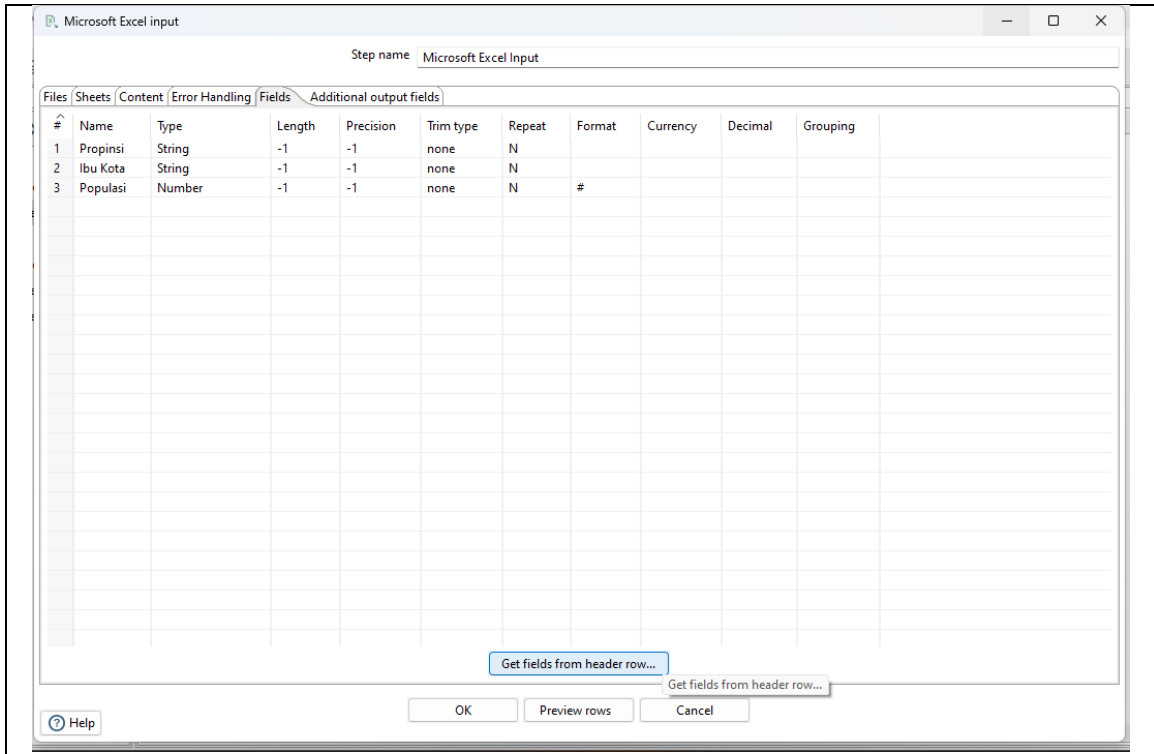 Microsoft Excel input
Step name Microsoft Excel Input
Files Sheets Content Error Handling Fields Additional output fields
# Name Type Length Precision Trim type Repeat Format Currency Decimal Grouping
1 Propinsi String -1 -1 none N
2 Ibu Kota String -1 -1 none N
3 Populasi Number -1 -1 none N #
Get fields from header row...
Get fields from header row...
OK Preview rows Cancel
Help